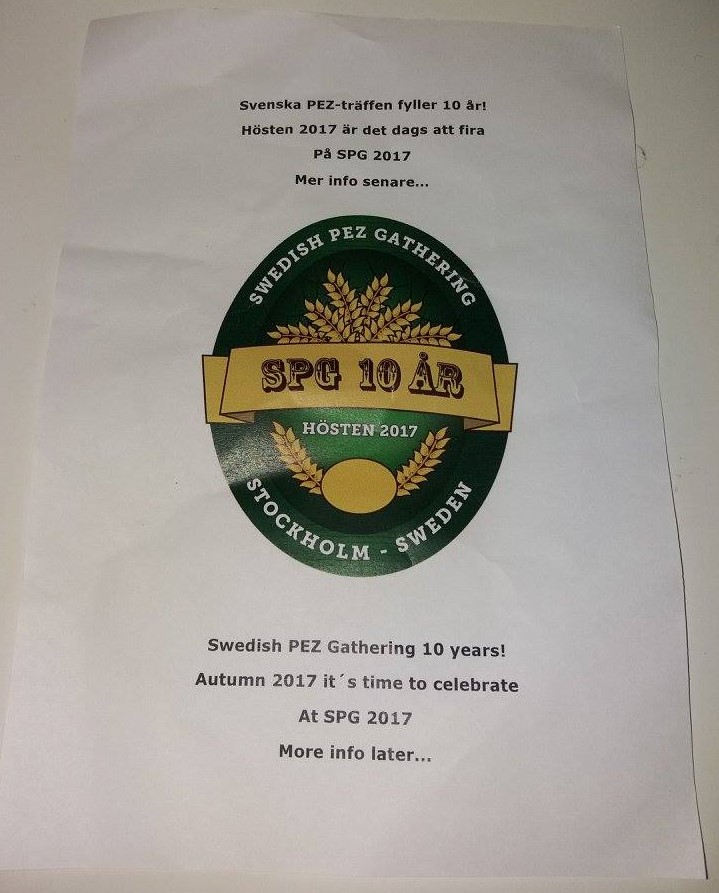 Svenska PEZ-träffen fyller 10 år!
Hösten 2017 är det dags att fira
På SPG 2017
Mer info senare...
SWEDISH PEZ GATHERING
SPG 10 ÅR
HÖSTEN 2017
STOCKHOLM - SWEDEN
Swedish PEZ Gathering 10 years!
Autumn 2017 it´s time to celebrate
At SPG 2017
More info later...